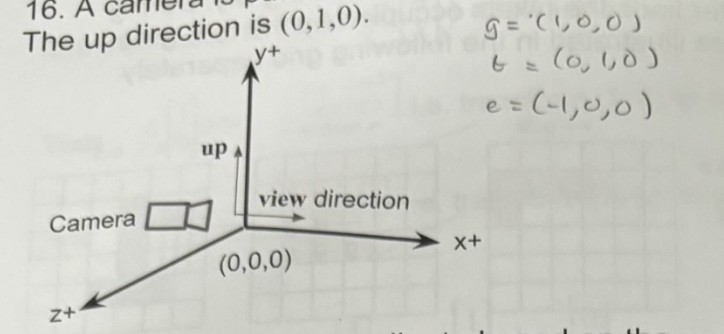 16. A camera
The up direction is (0,1,0).
g = (1,0,0)
t = (0,1,0)
e = (-1,0,0)
y+
up
view direction
Camera
x+
(0,0,0)
z+